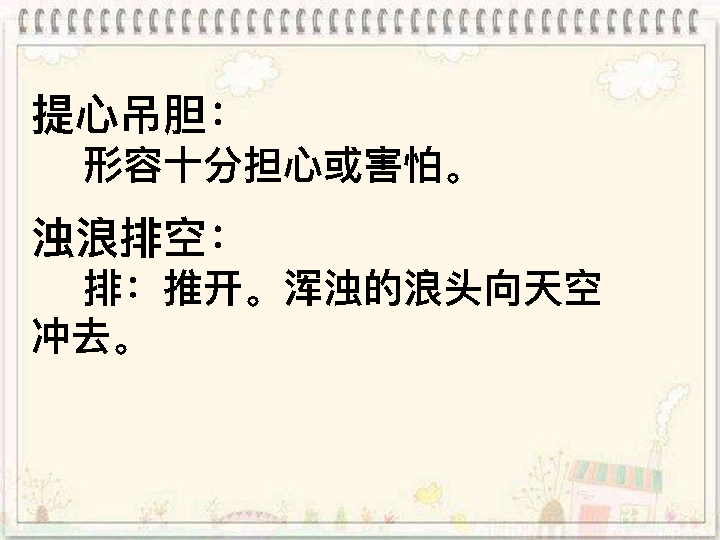 提心吊胆：
形容十分担心或害怕。
浊浪排空：
排：推开。浑浊的浪头向天空
冲去。